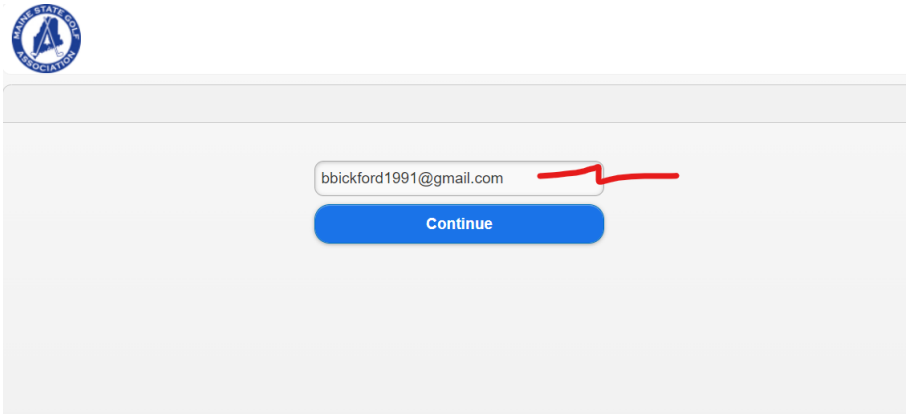 MAINE STATE GOLF
ASSOCIATION
bbickford1991@gmail.com
Continue